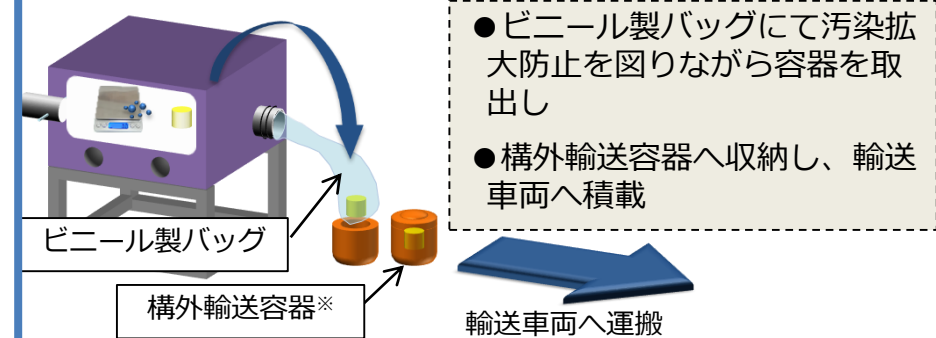 ●ビニール製バッグにて汚染拡
大防止を図りながら容器を取
出し
●構外輸送容器へ収納し、輸送
車両へ積載
ビニール製バッグ
構外輸送容器※
輸送車両へ運搬